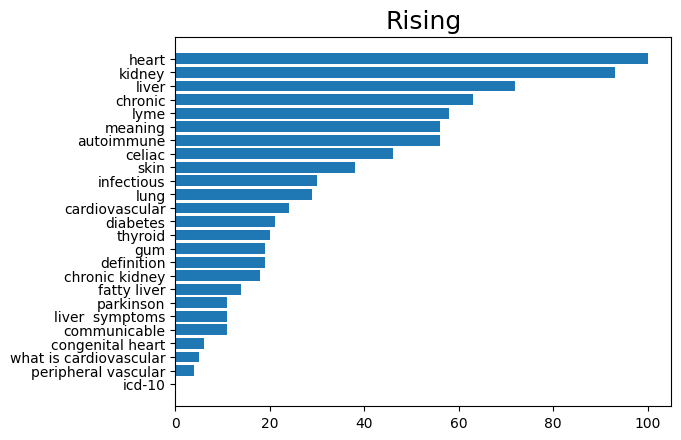 Rising
heart
kidney
liver
chronic
lyme
meaning
autoimmune
celiac
skin
infectious
lung
cardiovascular
diabetes
thyroid
gum
definition
chronic kidney
fatty liver
parkinson
liver  symptoms
communicable
congenital heart
what is cardiovascular
peripheral vascular
icd-10
0 20 40 60 80 100